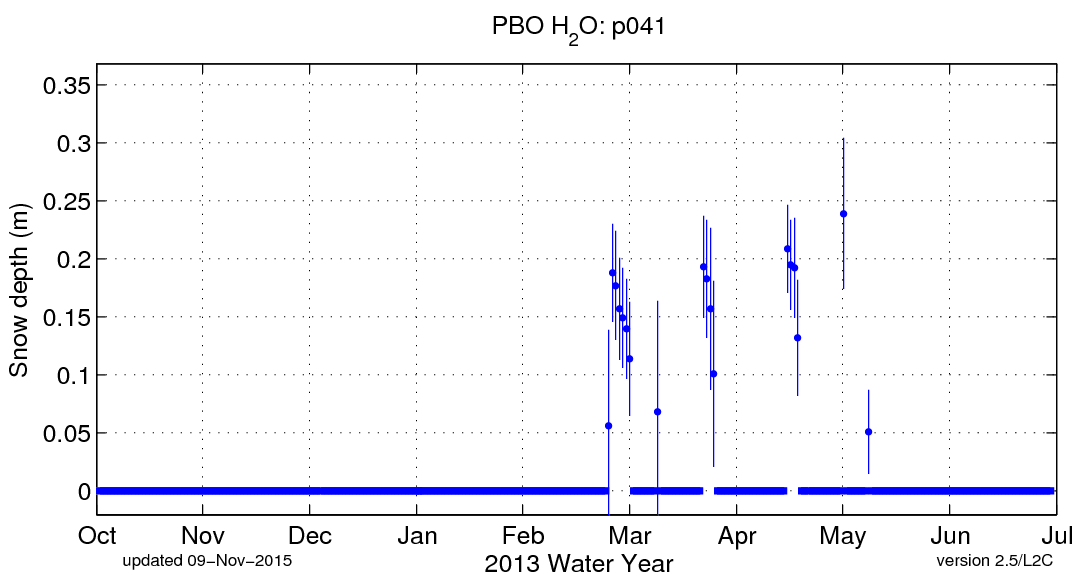 PBO H2O: p041
0.35
0.3
0.25
0.2
0.15
0.1
0.05
0
Snow depth (m)
Oct Nov Dec Jan Feb Mar Apr May Jun Jul
updated 09−Nov−2015 2013 Water Year version 2.5/L2C